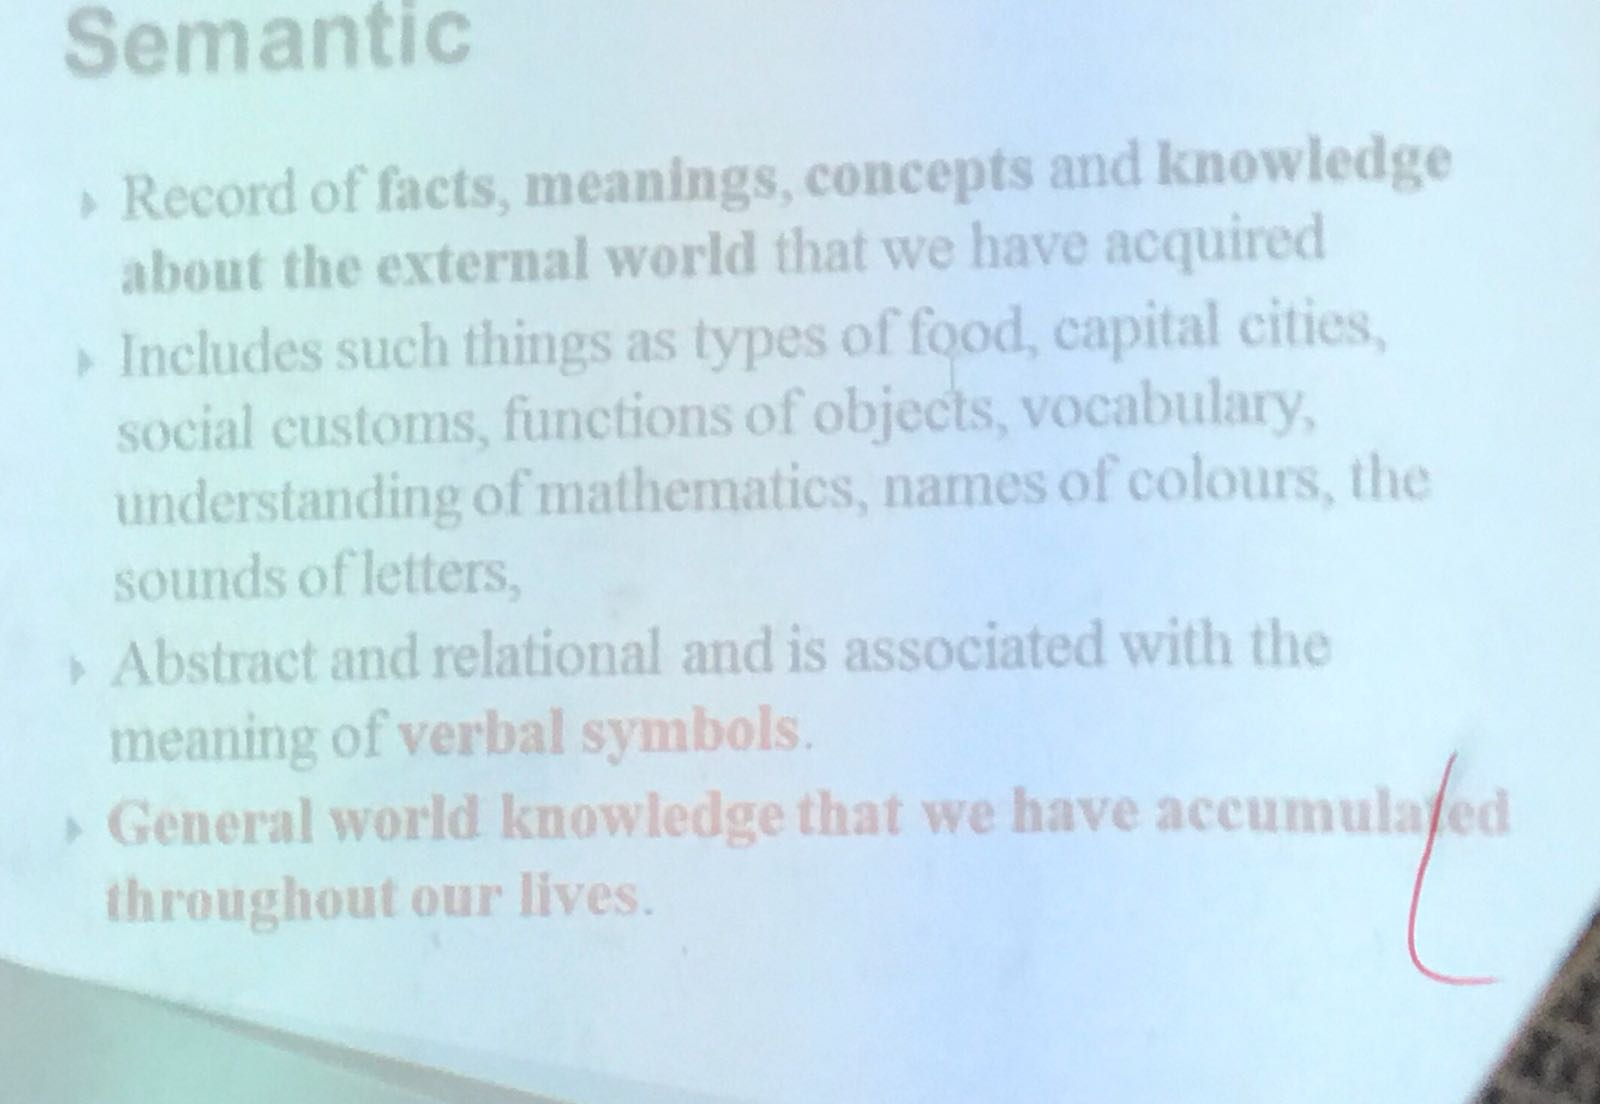 Semantic
Record of facts, meanings, concepts and knowledge
about the external world that we have acquired
Includes such things as types of food, capital cities,
social customs, functions of objects, vocabulary,
understanding of mathematics, names of colours, the
sounds of letters,
Abstract and relational and is associated with the
meaning of verbal symbols.
General world knowledge that we have accumulated
throughout our lives.